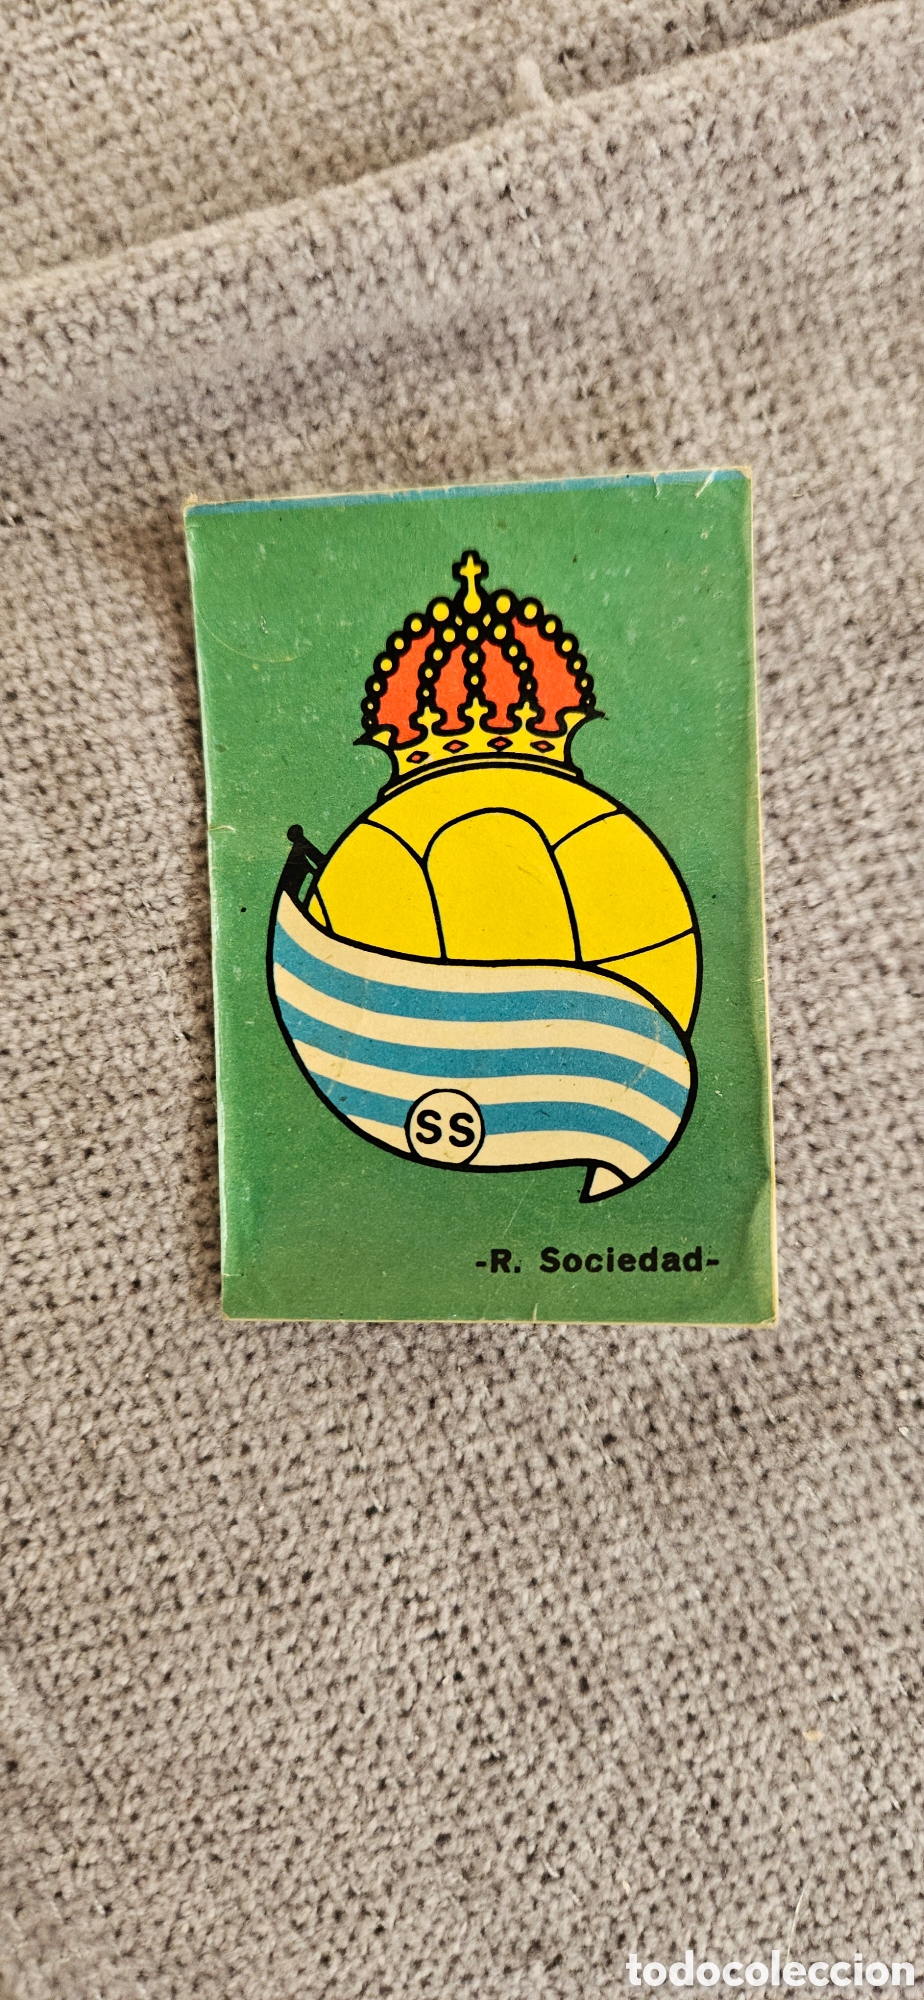 SS
-R. Sociedad-
todocoleccion